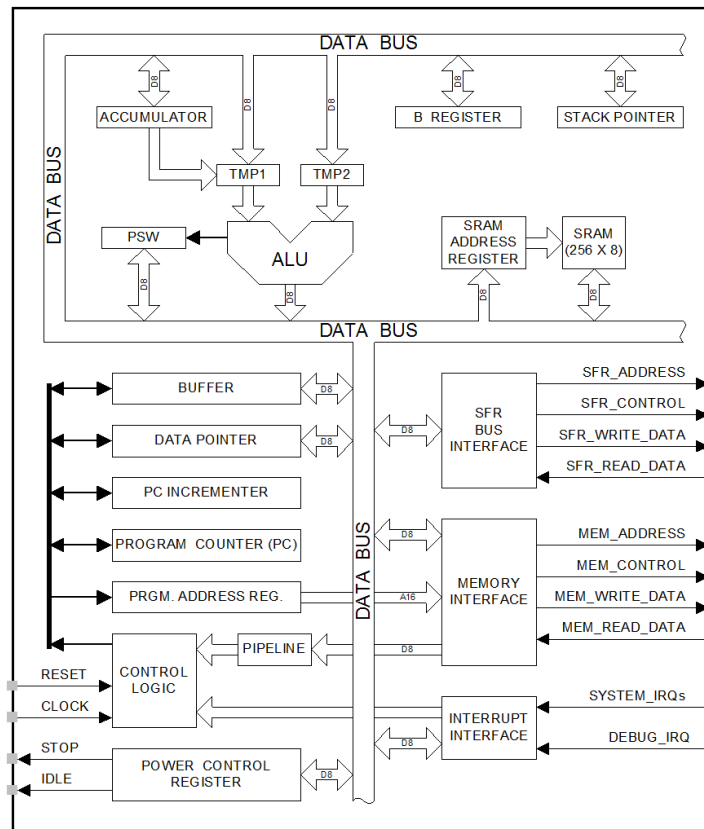 DATA BUS
D8
D8
D8
D8
D8
ACCUMULATOR
B REGISTER
STACK POINTER
DATA BUS
TMP1
TMP2
PSW
ALU
SRAM
ADDRESS
REGISTER
SRAM
(256 X 8)
D8
D8
D8
D8
DATA BUS
BUFFER
D8
DATA POINTER
D8
PC INCREMENTER
PROGRAM COUNTER (PC)
PRGM. ADDRESS REG.
A16
DATA BUS
D8
SFR
BUS
INTERFACE
SFR_ADDRESS
SFR_CONTROL
SFR_WRITE_DATA
SFR_READ_DATA
D8
MEMORY
INTERFACE
MEM_ADDRESS
MEM_CONTROL
MEM_WRITE_DATA
MEM_READ_DATA
PIPELINE
D8
CONTROL
LOGIC
RESET
CLOCK
INTERRUPT
INTERFACE
SYSTEM_IRQs
DEBUG_IRQ
D8
STOP
IDLE
POWER CONTROL
REGISTER
D8